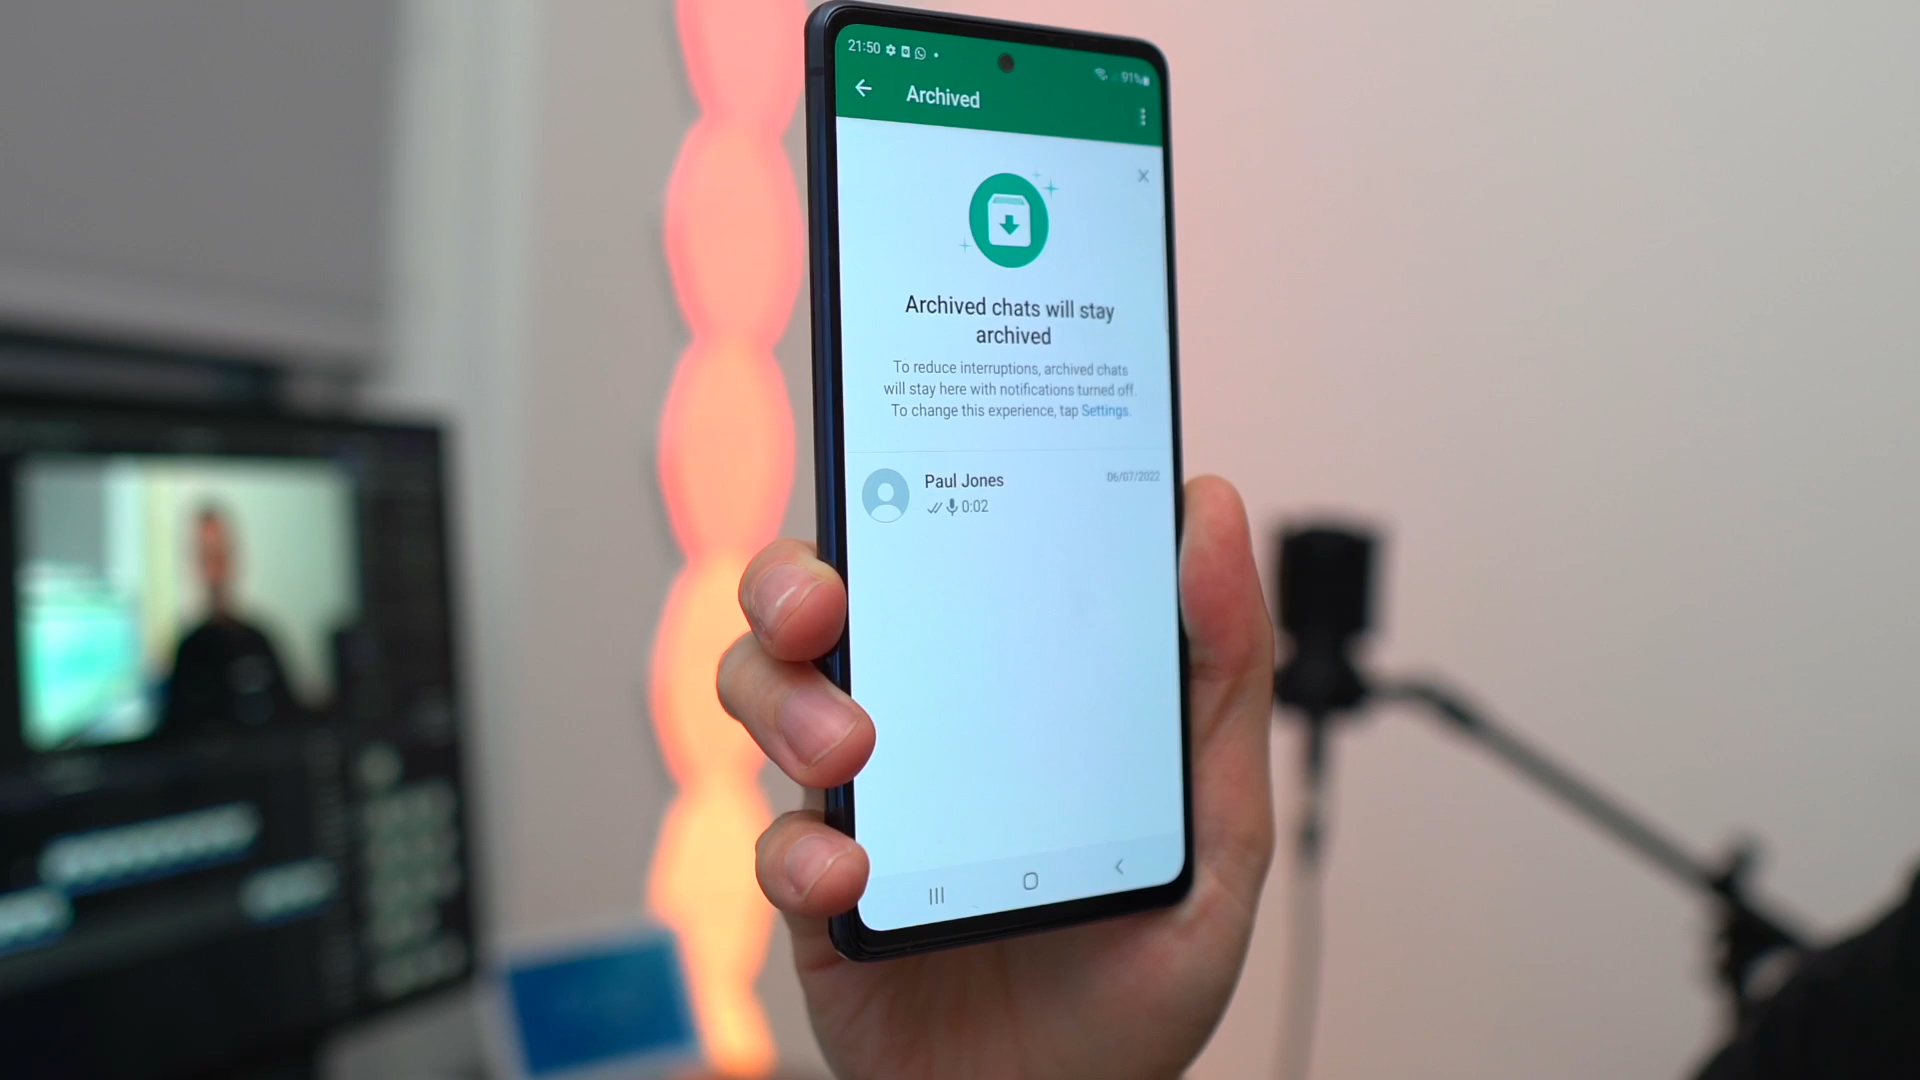 21:50
91%
Archived
Archived chats will stay
archived
To reduce interruptions, archived chats
will stay here with notifications turned off.
To change this experience, tap Settings.
Paul Jones
06/07/2022
0:02